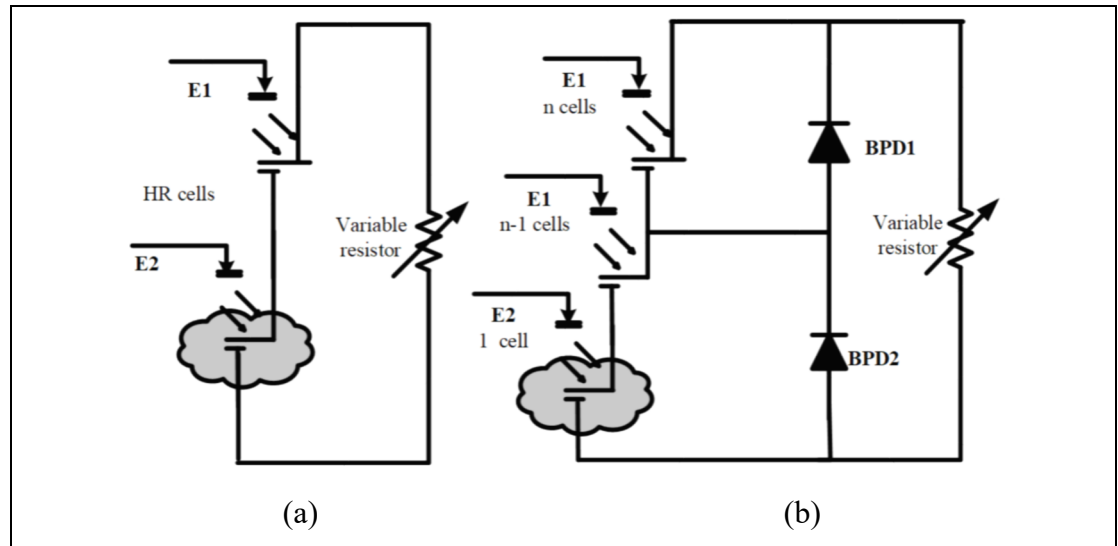 E1
HR cells
E2
Variable
resistor
(a)
E1
n cells
E1
n-1 cells
E2
1 cell
BPD1
BPD2
Variable
resistor
(b)